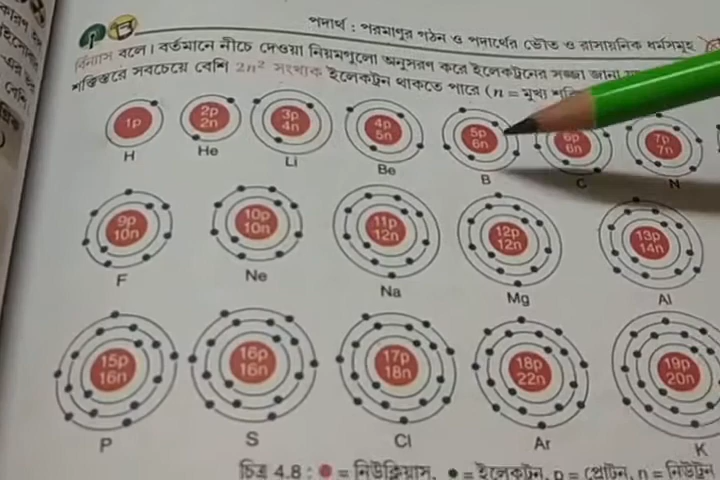 পদার্থ : পরমাণুর গঠন ও পদার্থের ভৌত ও রাসায়নিক ধর্মসমূহ
বিন্যাস বলে। বর্তমানে নীচে দেওয়া নিয়মগুলো অনুসরণ করে ইলেকট্রনের সজ্জা জানা
শক্তিস্তরে সবচেয়ে বেশি 2n² সংখ্যক ইলেকট্রন থাকতে পারে (n = মুখ্য
1p 2p 3p 4p 5p 6p 7p
2n 4n 5n 6n 6n 7n
H He Li Be B C N
9p 10p 11p 12p 13p
10n 10n 12n 12n 14n
F Ne Na Mg Al
15p 16p 17p 18p 19p
16n 16n 18n 22n 20n
P S Cl Ar K
চিত্র 4.8 : = নিউক্লিয়াস, = ইলেকট্রন, p = প্রোটন, n = নিউট্রন